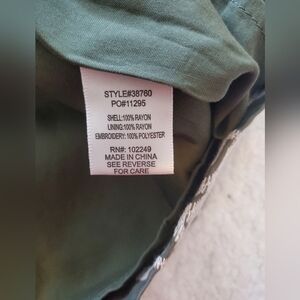 STYLE#38760
PO#11295
SHELL:100% RAYON
LINING:100% RAYON
EMBROIDERY: 100% POLYESTER
RN#: 102249
MADE IN CHINA
SEE REVERSE
FOR CARE